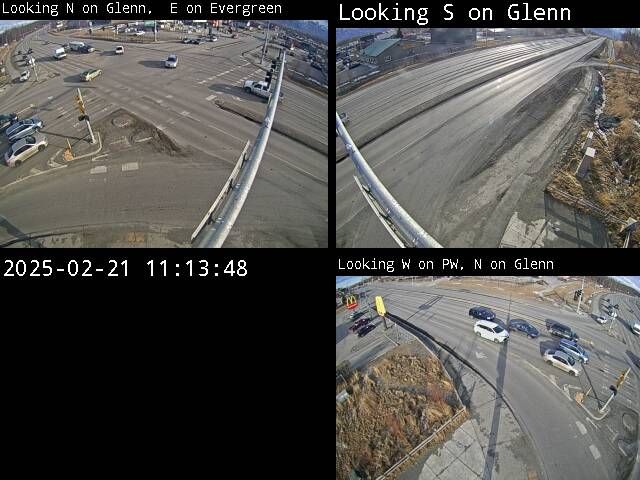 Looking N on Glenn,  E on Evergreen
Looking S on Glenn
2025-02-21 11:13:48
Looking W on PW, N on Glenn